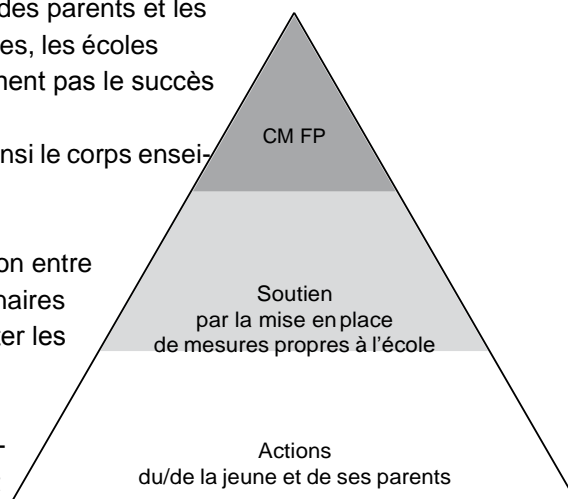 des parents et les
es, les écoles
nent pas le succès
nsi le corps ensei-
on entre
naires
er les
-
CM FP
Soutien
par la mise en place
de mesures propres à l'école
Actions
du/de la jeune et de ses parents